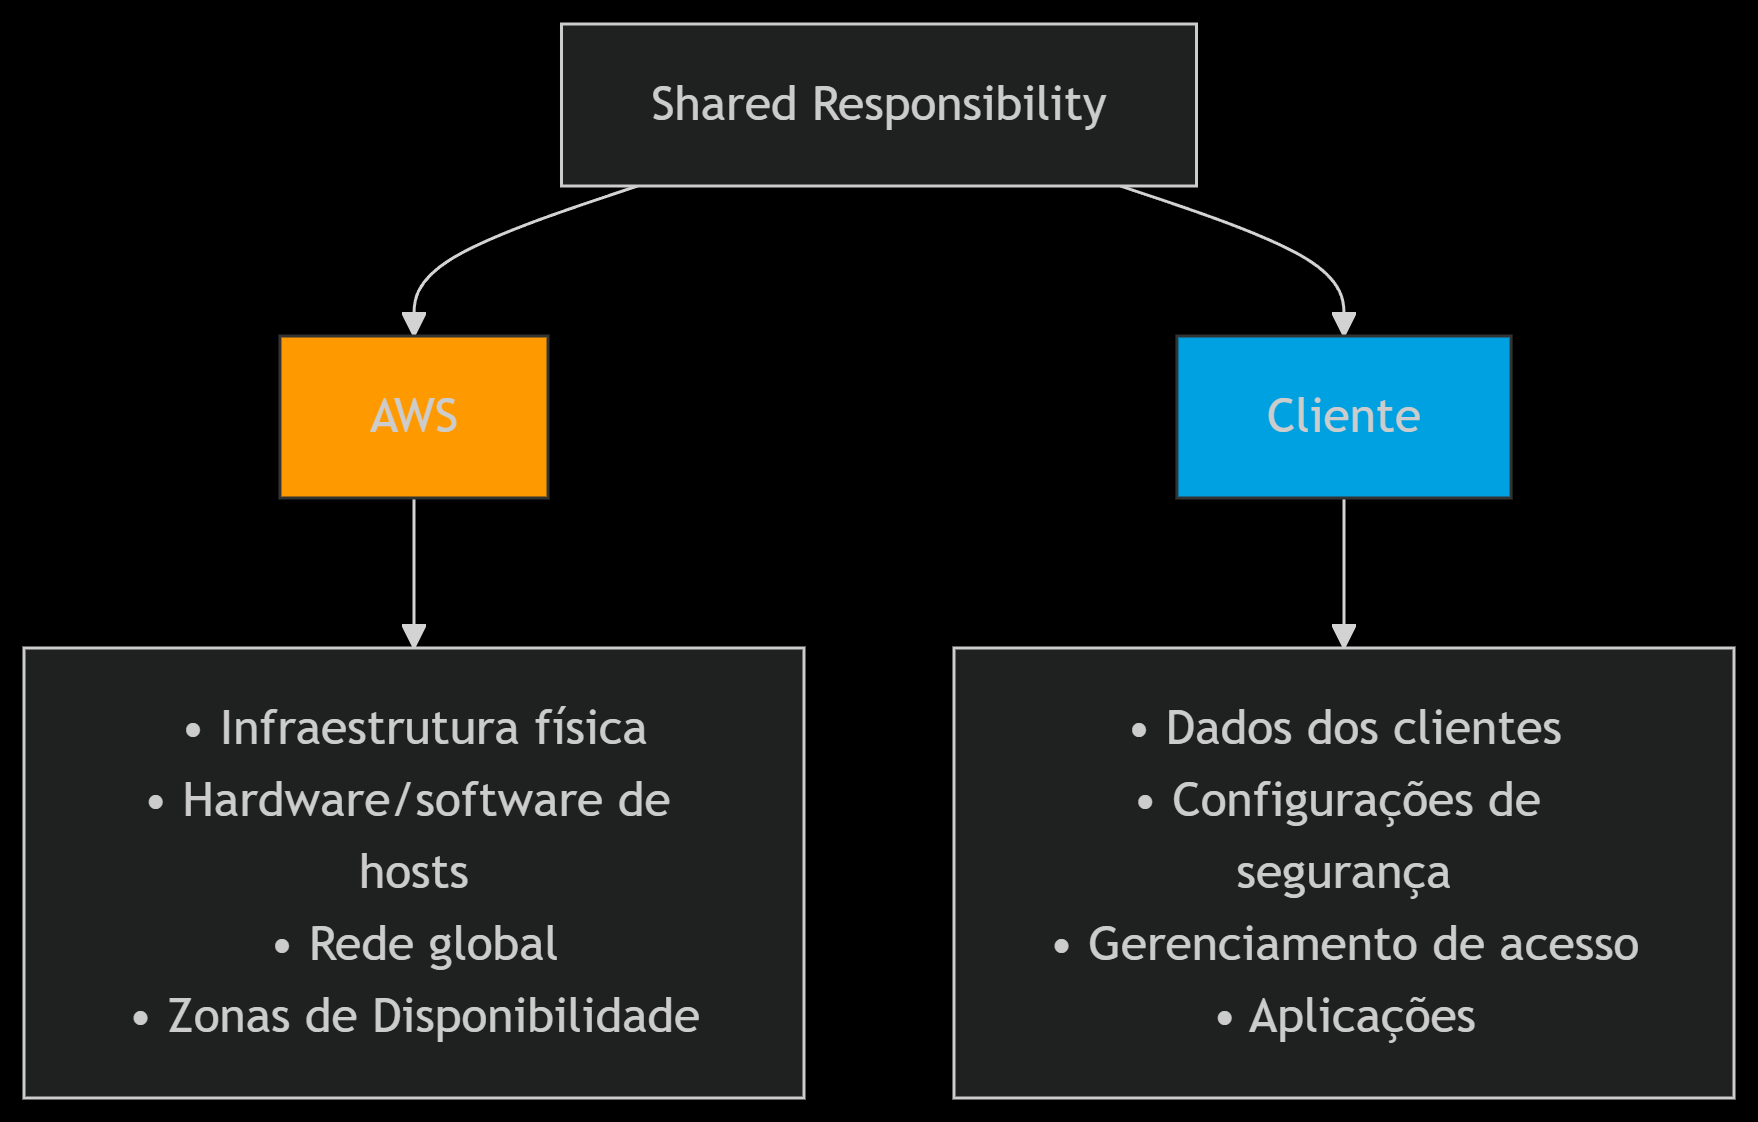 Shared Responsibility
AWS
Cliente
• Infraestrutura física
• Hardware/software de
hosts
• Rede global
• Zonas de Disponibilidade
• Dados dos clientes
• Configurações de
segurança
• Gerenciamento de acesso
• Aplicações